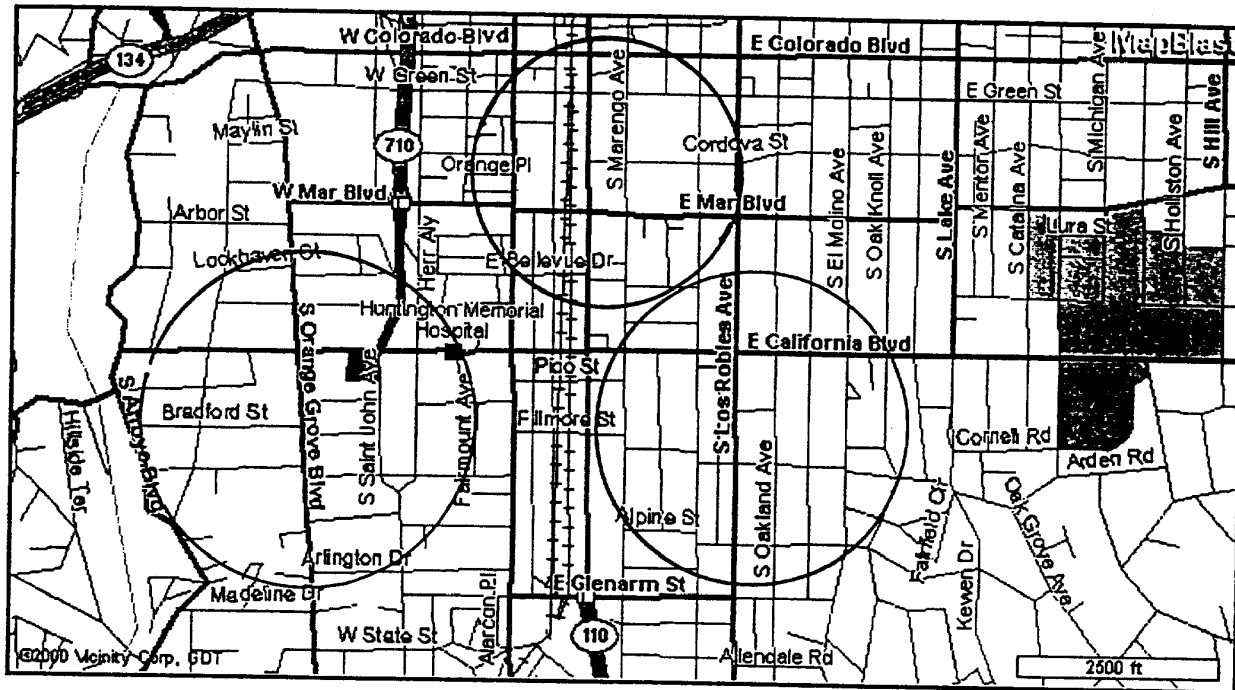 W Colorado Blvd
E Colorado Blvd
MapBlas
134
W Green St
E Green St
S Marengo Ave
S Michigan Ave
S Hill Ave
Maylin St
710
Orange Pl
Cordova St
W Mar Blvd
E Mar Blvd
Arbor St
S El Molino Ave
S Oak Knoll Ave
S Lake Ave
S Mentor Ave
S Catalina Ave
S Holliston Ave
Lura St
Lockhaven Ct
Herr Aly
E Bellevue Dr
Huntington Memorial
Hospital
S Orange Grove Blvd
S Los Robles Ave
E California Blvd
Pico St
S Saint John Ave
Fairmount Ave
S Arroyo Blvd
Hillside Ter
Bradford St
Fillmore St
Cornell Rd
Arden Rd
S Oakland Ave
Alpine St
Fairfield Cir
Oak Grove Ave
Kewen Dr
Arlington Dr
Madeline Dr
E Glenarm St
Alarcon Pl
W State St
110
Allendale Rd
©2000 Vicinity Corp, GDT
2500 ft